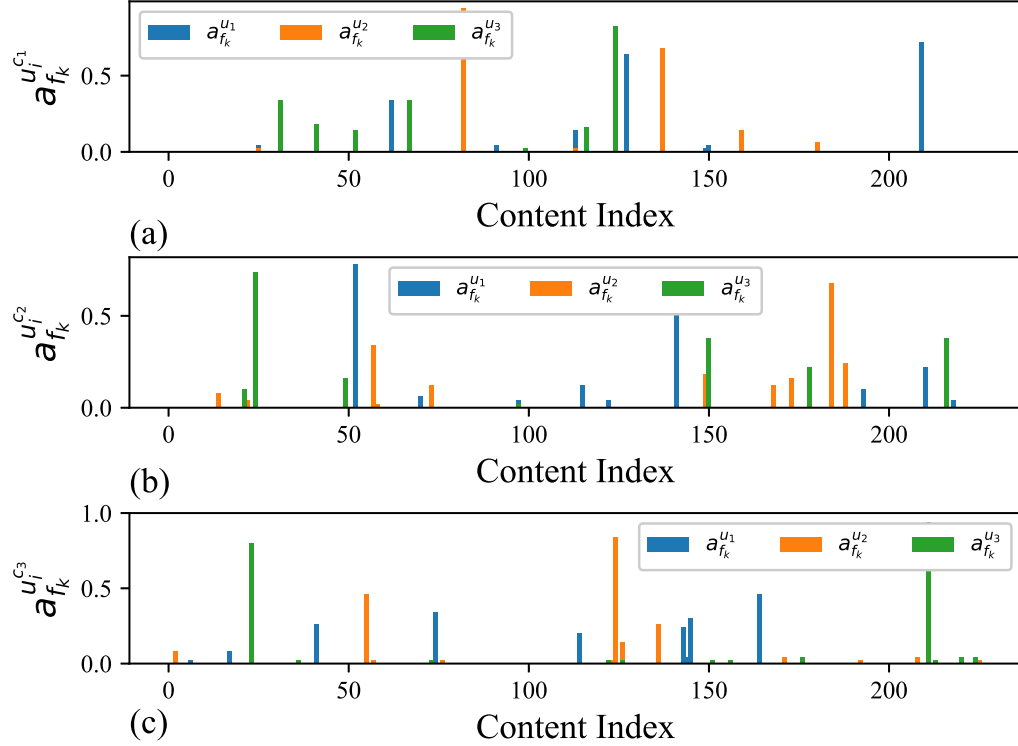 a_{f_k}^{u_1} a_{f_k}^{u_2} a_{f_k}^{u_3}
a_{f_k}^{u_i^{c_1}}
0.5
0.0
0 50 100 150 200
Content Index
(a)
a_{f_k}^{u_1} a_{f_k}^{u_2} a_{f_k}^{u_3}
a_{f_k}^{u_i^{c_2}}
0.5
0.0
0 50 100 150 200
Content Index
(b)
1.0
a_{f_k}^{u_1} a_{f_k}^{u_2} a_{f_k}^{u_3}
a_{f_k}^{u_i^{c_3}}
0.5
0.0
0 50 100 150 200
Content Index
(c)